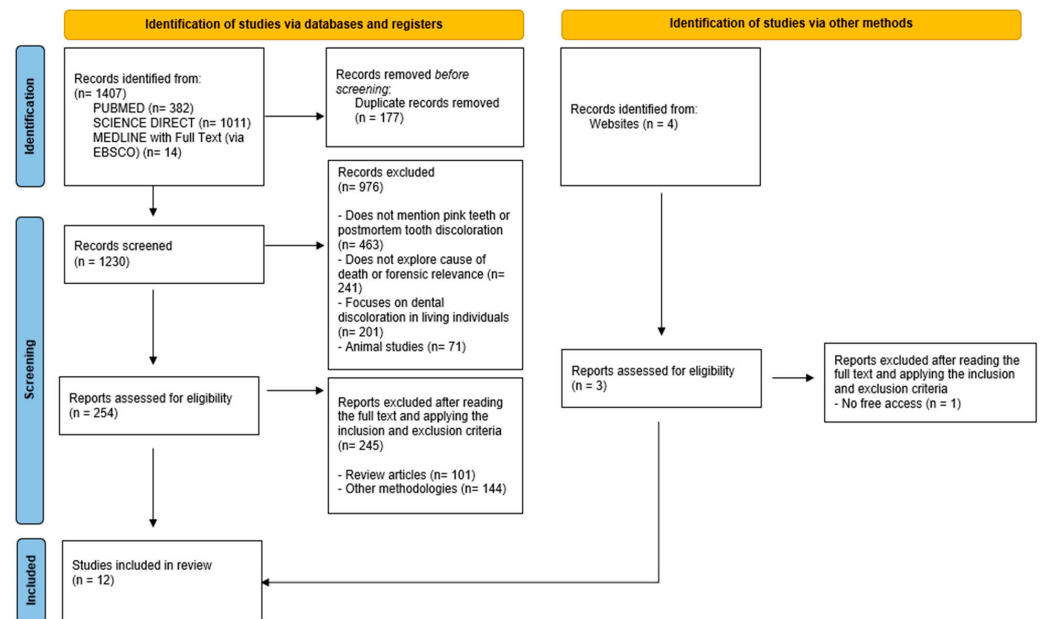 Identification of studies via databases and registers
Identification of studies via other methods
Identification
Records identified from:
(n= 1407)
PUBMED (n= 382)
SCIENCE DIRECT (n= 1011)
MEDLINE with Full Text (via
EBSCO) (n= 14)
Records removed before
screening:
Duplicate records removed
(n = 177)
Records identified from:
Websites (n = 4)
Screening
Records screened
(n = 1230)
Records excluded
(n= 976)
- Does not mention pink teeth or
postmortem tooth discoloration
(n= 463)
- Does not explore cause of
death or forensic relevance (n=
241)
- Focuses on dental
discoloration in living individuals
(n= 201)
- Animal studies (n= 71)
Reports assessed for eligibility
(n = 254)
Reports excluded after reading
the full text and applying the
inclusion and exclusion criteria
(n= 245)
- Review articles (n= 101)
- Other methodologies (n= 144)
Reports assessed for eligibility
(n = 3)
Reports excluded after reading the
full text and applying the inclusion
and exclusion criteria
- No free access (n = 1)
Included
Studies included in review
(n = 12)